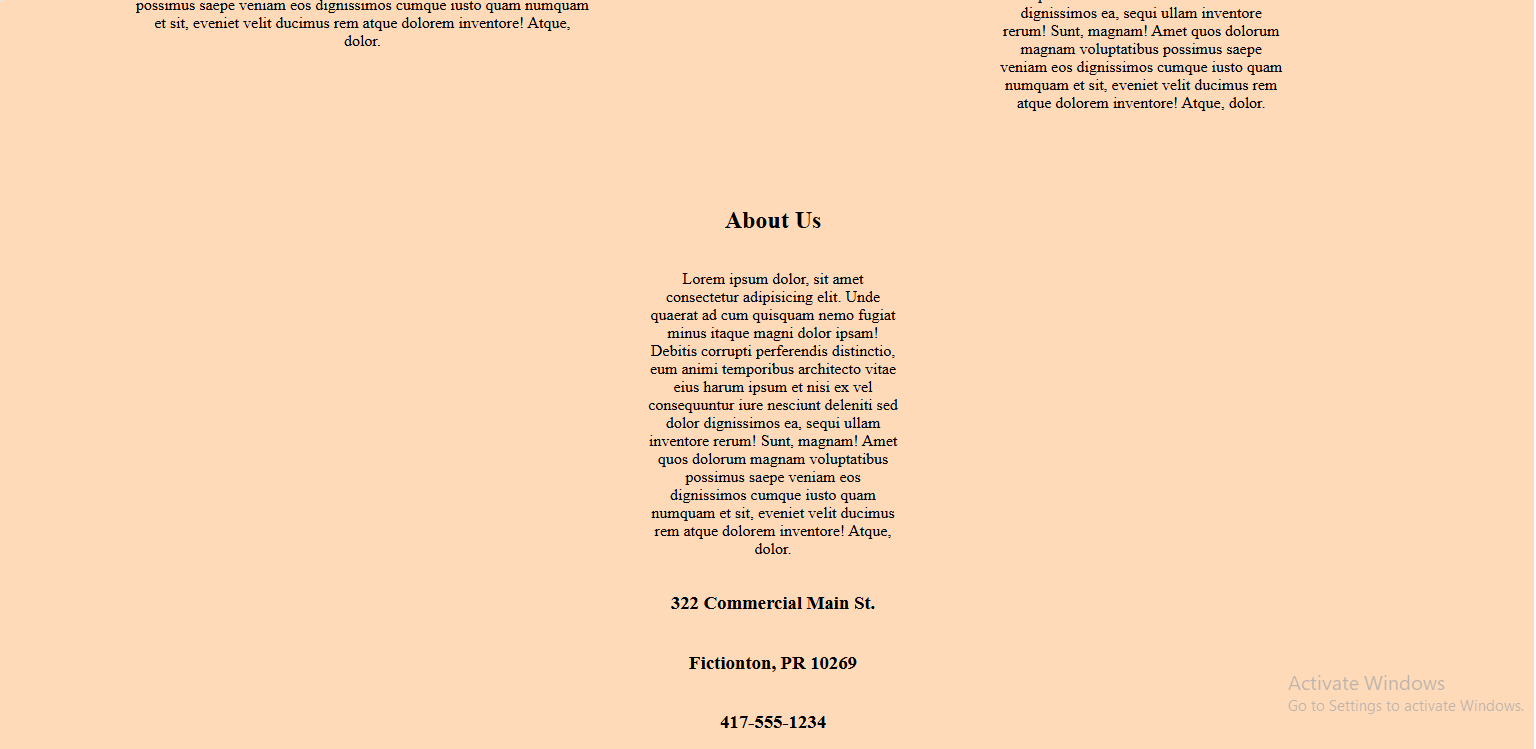 possimus saepe veniam eos dignissimos cumque iusto quam numquam
et sit, eveniet velit ducimus rem atque dolorem inventore! Atque,
dolor.
dignissimos ea, sequi ullam inventore
rerum! Sunt, magnam! Amet quos dolorum
magnam voluptatibus possimus saepe
veniam eos dignissimos cumque iusto quam
numquam et sit, eveniet velit ducimus rem
atque dolorem inventore! Atque, dolor.
About Us
Lorem ipsum dolor, sit amet
consectetur adipisicing elit. Unde
quaerat ad cum quisquam nemo fugiat
minus itaque magni dolor ipsam!
Debitis corrupti perferendis distinctio,
eum animi temporibus architecto vitae
eius harum ipsum et nisi ex vel
consequuntur iure nesciunt deleniti sed
dolor dignissimos ea, sequi ullam
inventore rerum! Sunt, magnam! Amet
quos dolorum magnam voluptatibus
possimus saepe veniam eos
dignissimos cumque iusto quam
numquam et sit, eveniet velit ducimus
rem atque dolorem inventore! Atque,
dolor.
322 Commercial Main St.
Fictionton, PR 10269
417-555-1234
Activate Windows
Go to Settings to activate Windows.